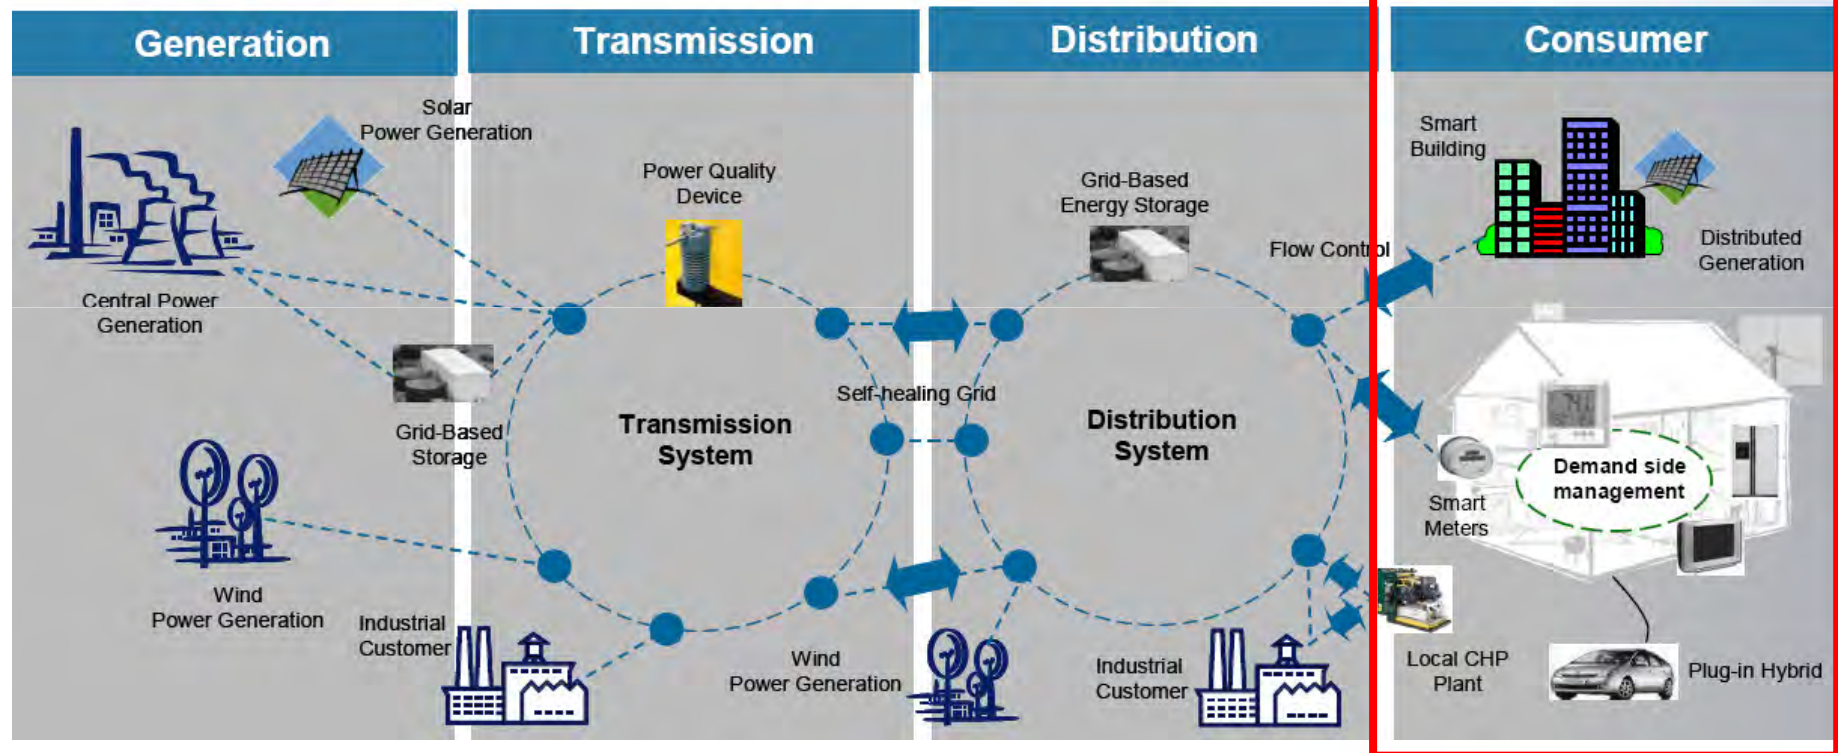 Generation
Transmission
Distribution
Consumer
Solar
Power Generation
Central Power
Generation
Grid-Based
Storage
Wind
Power Generation
Industrial
Customer
Power Quality
Device
Transmission
System
Self-healing Grid
Wind
Power Generation
Grid-Based
Energy Storage
Flow Control
Distribution
System
Industrial
Customer
Smart
Building
Distributed
Generation
Demand side
management
Smart
Meters
Local CHP
Plant
Plug-in Hybrid